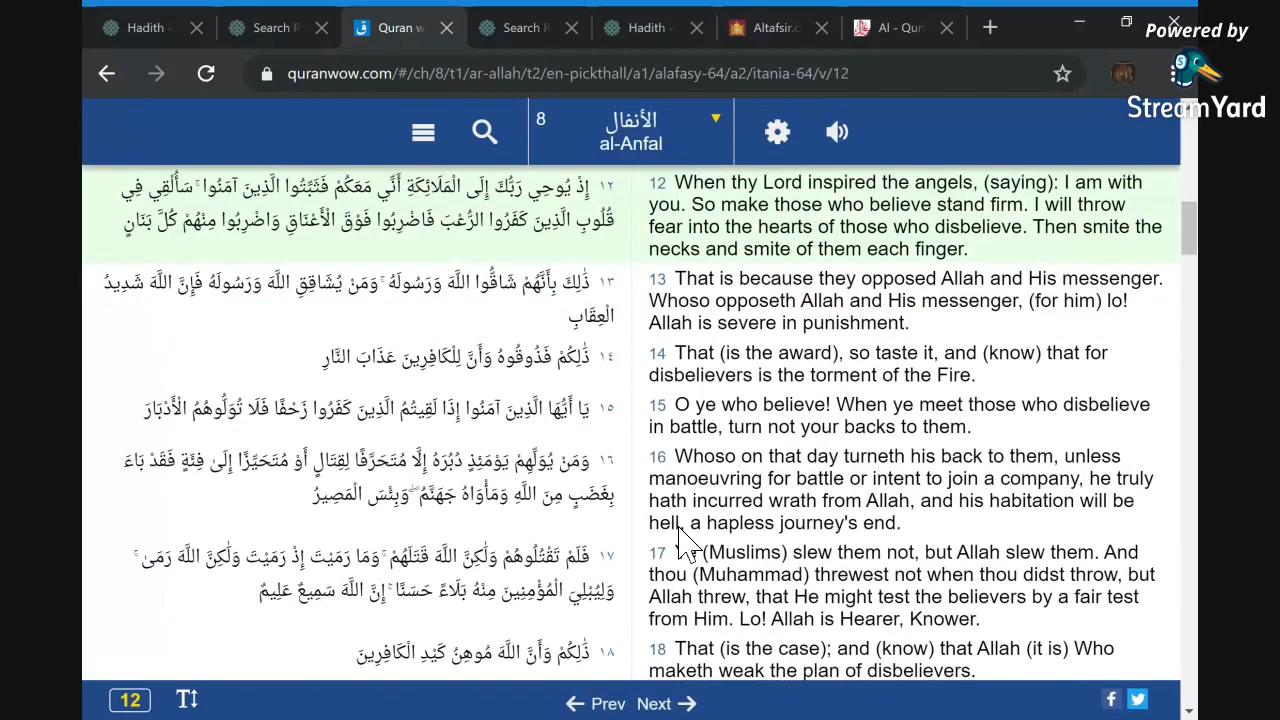 Powered by
StreamYard
Hadith -
Search R
Quran w
Search R
Hadith -
Altafsir.c
Al - Qur
quranwow.com/#/ch/8/t1/ar-allah/t2/en-pickthall/a1/alafasy-64/a2/itania-64/v/12
8
الأنفال
al-Anfal
١٢ إِذْ يُوحِي رَبُّكَ إِلَى الْمَلَائِكَةِ أَنِّي مَعَكُمْ فَثَبِّتُوا الَّذِينَ آمَنُوا ۚ سَأُلْقِي فِي
قُلُوبِ الَّذِينَ كَفَرُوا الرُّعْبَ فَاضْرِبُوا فَوْقَ الْأَعْنَاقِ وَاضْرِبُوا مِنْهُمْ كُلَّ بَنَانٍ
١٣ ذَٰلِكَ بِأَنَّهُمْ شَاقُّوا اللَّهَ وَرَسُولَهُ ۚ وَمَنْ يُشَاقِقِ اللَّهَ وَرَسُولَهُ فَإِنَّ اللَّهَ شَدِيدُ
الْعِقَابِ
١٤ ذَٰلِكُمْ فَذُوقُوهُ وَأَنَّ لِلْكَافِرِينَ عَذَابَ النَّارِ
١٥ يَا أَيُّهَا الَّذِينَ آمَنُوا إِذَا لَقِيتُمُ الَّذِينَ كَفَرُوا زَحْفًا فَلَا تُوَلُّوهُمُ الْأَدْبَارَ
١٦ وَمَنْ يُوَلِّهِمْ يَوْمَئِذٍ دُبُرَهُ إِلَّا مُتَحَرِّفًا لِقِتَالٍ أَوْ مُتَحَيِّزًا إِلَىٰ فِئَةٍ فَقَدْ بَاءَ
بِغَضَبٍ مِنَ اللَّهِ وَمَأْوَاهُ جَهَنَّمُ ۖ وَبِئْسَ الْمَصِيرُ
١٧ فَلَمْ تَقْتُلُوهُمْ وَلَٰكِنَّ اللَّهَ قَتَلَهُمْ ۚ وَمَا رَمَيْتَ إِذْ رَمَيْتَ وَلَٰكِنَّ اللَّهَ رَمَىٰ ۚ
وَلِيُبْلِيَ الْمُؤْمِنِينَ مِنْهُ بَلَاءً حَسَنًا ۚ إِنَّ اللَّهَ سَمِيعٌ عَلِيمٌ
١٨ ذَٰلِكُمْ وَأَنَّ اللَّهَ مُوهِنُ كَيْدِ الْكَافِرِينَ
12 When thy Lord inspired the angels, (saying): I am with
you. So make those who believe stand firm. I will throw
fear into the hearts of those who disbelieve. Then smite the
necks and smite of them each finger.
13 That is because they opposed Allah and His messenger.
Whoso opposeth Allah and His messenger, (for him) lo!
Allah is severe in punishment.
14 That (is the award), so taste it, and (know) that for
disbelievers is the torment of the Fire.
15 O ye who believe! When ye meet those who disbelieve
in battle, turn not your backs to them.
16 Whoso on that day turneth his back to them, unless
manoeuvring for battle or intent to join a company, he truly
hath incurred wrath from Allah, and his habitation will be
hell, a hapless journey's end.
17 (Muslims) slew them not, but Allah slew them. And
thou (Muhammad) threwest not when thou didst throw, but
Allah threw, that He might test the believers by a fair test
from Him. Lo! Allah is Hearer, Knower.
18 That (is the case); and (know) that Allah (it is) Who
maketh weak the plan of disbelievers.
12
T
Prev Next